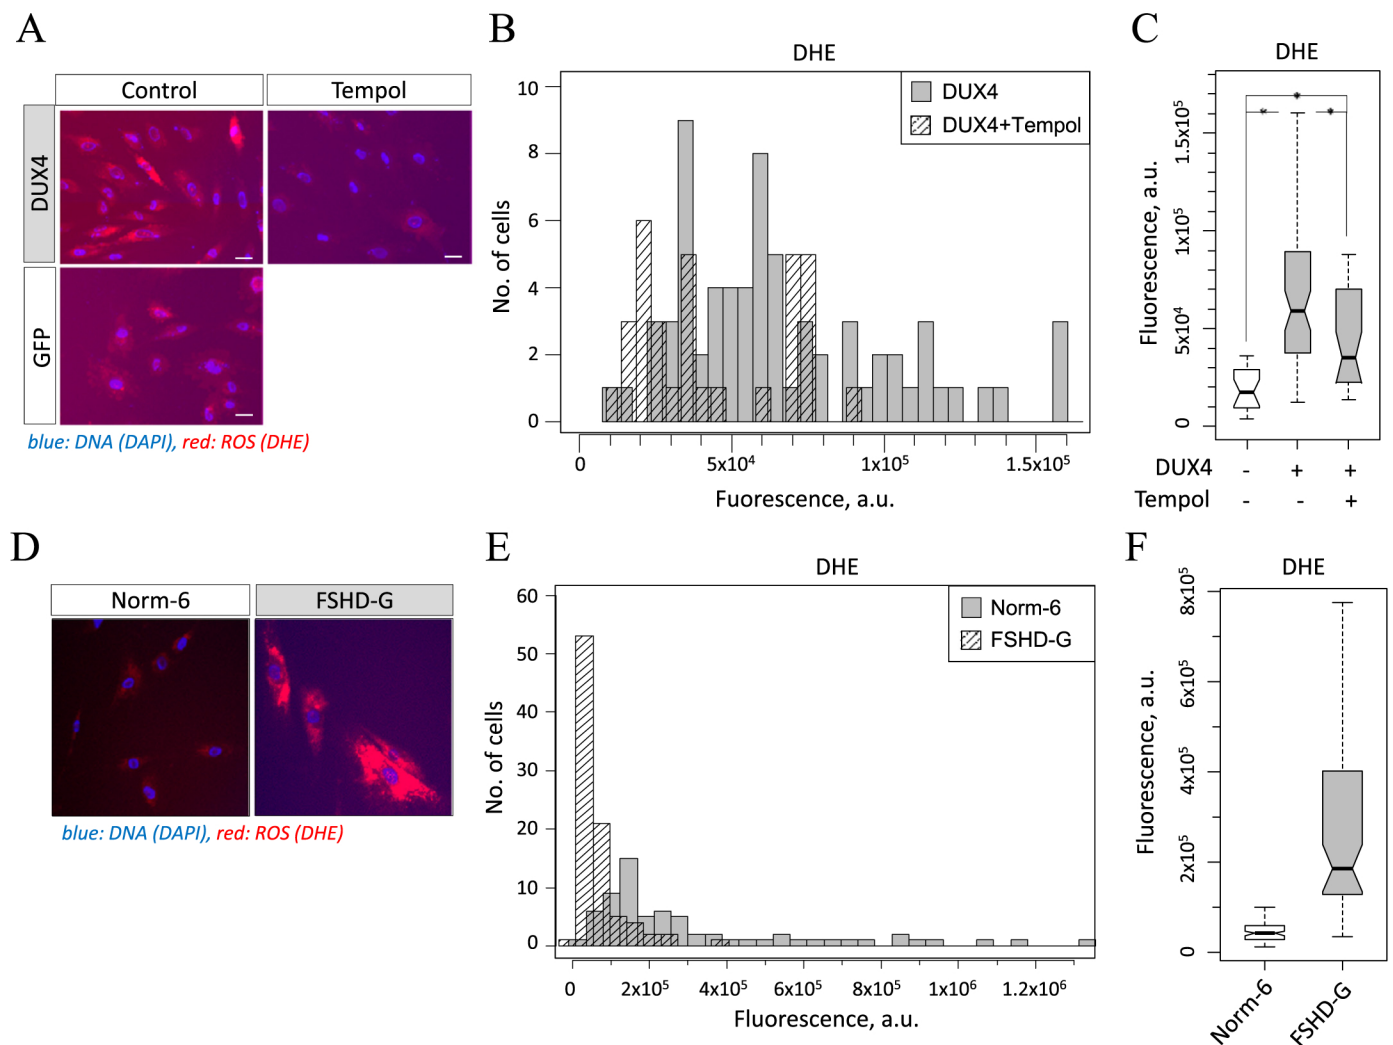 A
Control
Tempol
DUX4
GFP
blue: DNA (DAPI), red: ROS (DHE)
B
DHE
DUX4
DUX4+Tempol
No. of cells
10
8
6
4
2
0
0
5x10⁴
1x10⁵
1.5x10⁵
Fuorescence, a.u.
C
DHE
*
*
*
Fluorescence, a.u.
1.5x10⁵
1x10⁵
5x10⁴
0
DUX4 - + +
Tempol - - +
D
Norm-6
FSHD-G
blue: DNA (DAPI), red: ROS (DHE)
E
DHE
Norm-6
FSHD-G
No. of cells
60
50
40
30
20
10
0
0
2x10⁵
4x10⁵
6x10⁵
8x10⁵
1x10⁶
1.2x10⁶
Fluorescence, a.u.
F
DHE
Fluorescence, a.u.
8x10⁵
6x10⁵
4x10⁵
2x10⁵
0
Norm-6
FSHD-G